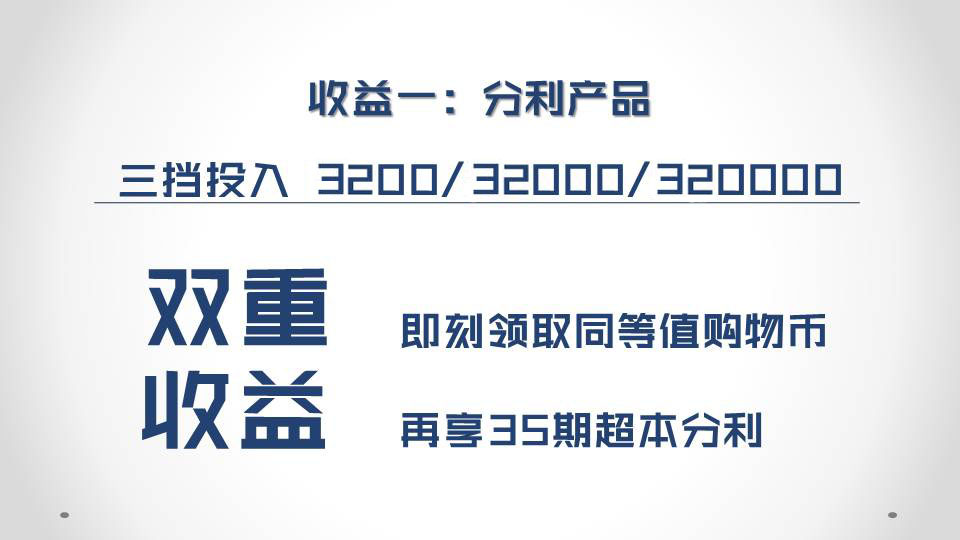 收益一：分利产品
三挡投入 3200/32000/320000
双重
收益
即刻领取同等值购物币
再享35期超本分利